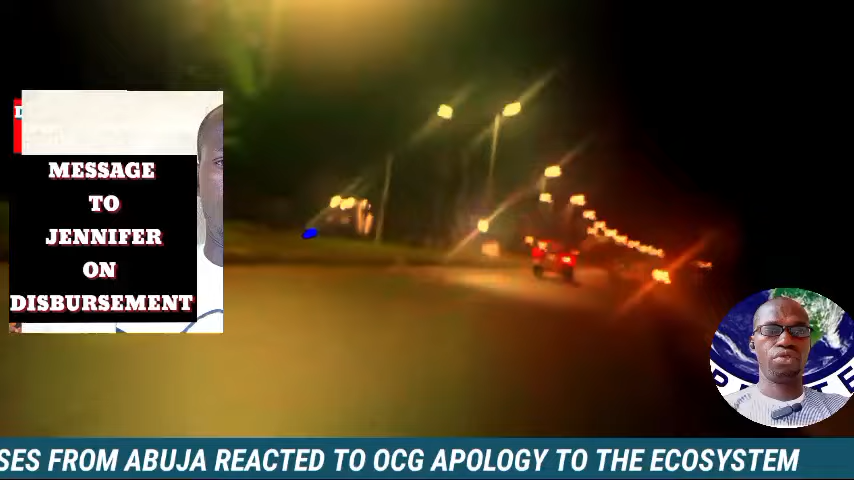 MESSAGE
TO
JENNIFER
ON
DISBURSEMENT
SES FROM ABUJA REACTED TO OCG APOLOGY TO THE ECOSYSTEM